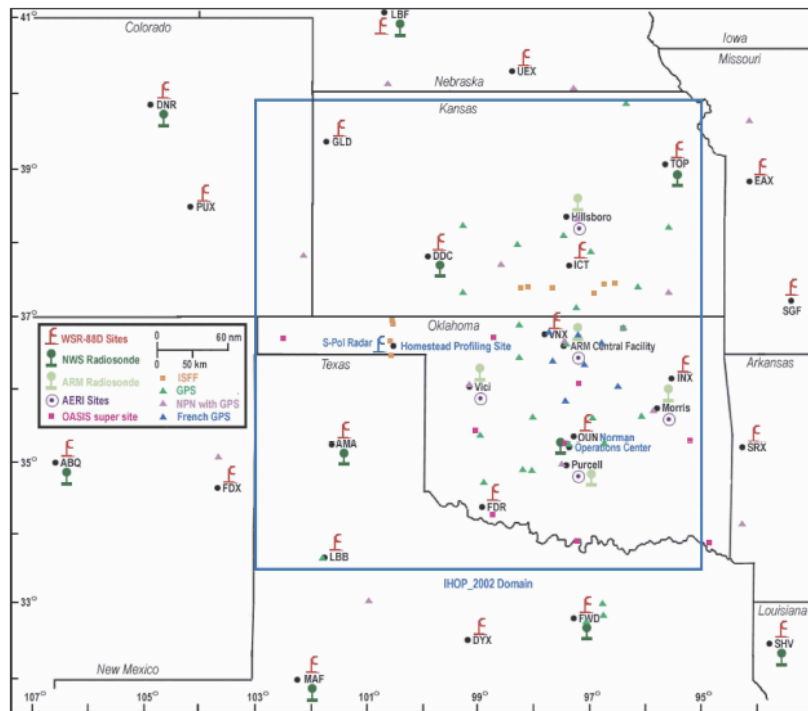 41°
Colorado
LBF
Iowa
Missouri
UEX
Nebraska
Kansas
DNR
GLD
39°
TOP
EAX
PUX
Hillsboro
DDC
ICT
SGF
37°
Oklahoma
WSR-88D Sites
0 60 nm
50 km
NWS Radiosonde
ARM Radiosonde
AERI Sites
OASIS super site
ISFF
GPS
NPN with GPS
French GPS
S-Pol Radar
Homestead Profiling Site
VNX
ARM Central Facility
Texas
Arkansas
Vici
INX
Morris
AMA
OUN Norman
Operations Center
SRX
35°
ABQ
Purcell
FDX
FDR
LBB
IHOP_2002 Domain
33°
FWD
Louisiana
DYX
SHV
New Mexico
MAF
107° 105° 103° 101° 99° 97° 95°